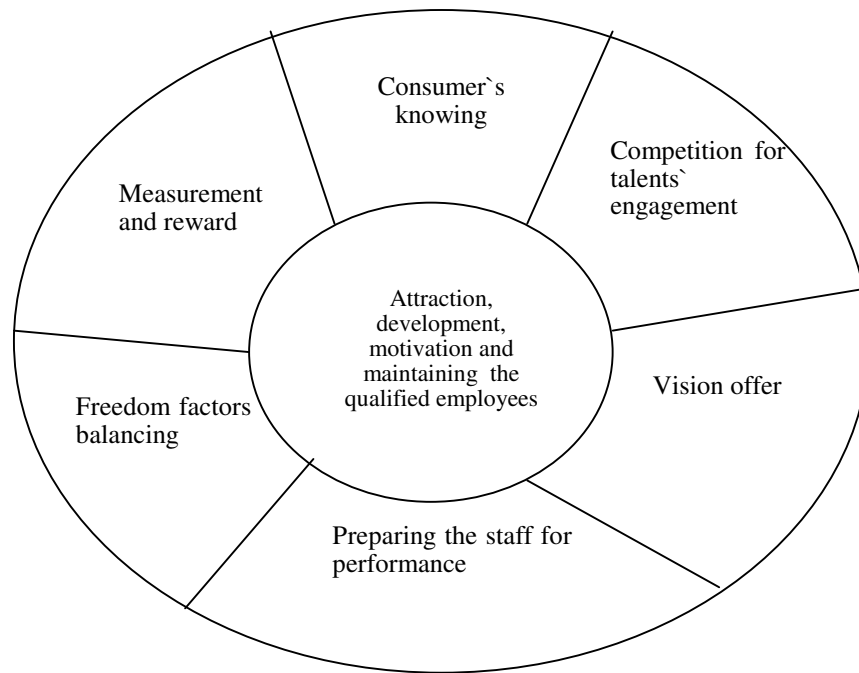 Consumer`s
knowing
Competition for
talents`
engagement
Measurement
and reward
Attraction,
development,
motivation and
maintaining the
qualified employees
Vision offer
Freedom factors
balancing
Preparing the staff for
performance